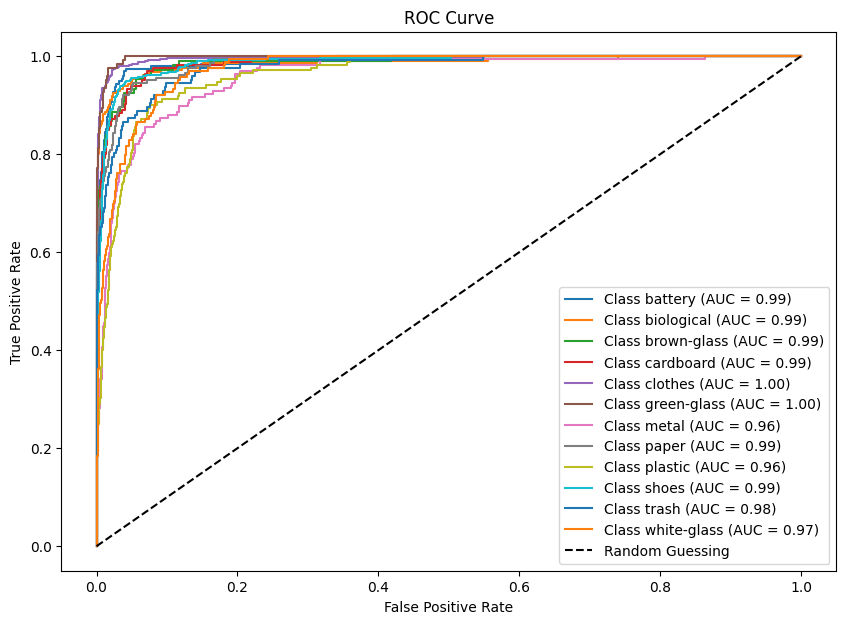 ROC Curve
1.0
0.8
0.6
0.4
0.2
0.0
True Positive Rate
0.0
0.2
0.4
0.6
0.8
1.0
False Positive Rate
Class battery (AUC = 0.99)
Class biological (AUC = 0.99)
Class brown-glass (AUC = 0.99)
Class cardboard (AUC = 0.99)
Class clothes (AUC = 1.00)
Class green-glass (AUC = 1.00)
Class metal (AUC = 0.96)
Class paper (AUC = 0.99)
Class plastic (AUC = 0.96)
Class shoes (AUC = 0.99)
Class trash (AUC = 0.98)
Class white-glass (AUC = 0.97)
Random Guessing